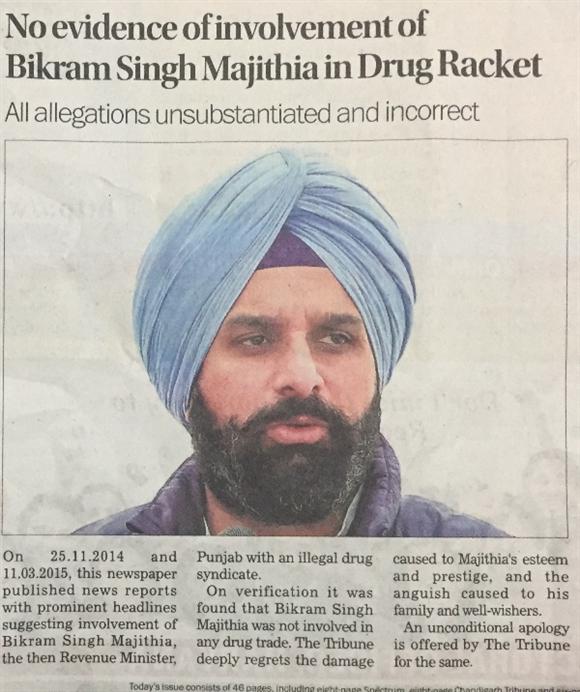 No evidence of involvement of
Bikram Singh Majithia in Drug Racket
All allegations unsubstantiated and incorrect
On 25.11.2014 and
11.03.2015, this newspaper
published news reports
with prominent headlines
suggesting involvement of
Bikram Singh Majithia,
the then Revenue Minister,
Punjab with an illegal drug
syndicate.
On verification it was
found that Bikram Singh
Majithia was not involved in
any drug trade. The Tribune
deeply regrets the damage
caused to Majithia's esteem
and prestige, and the
anguish caused to his
family and well-wishers.
An unconditional apology
is offered by The Tribune
for the same.
Today's issue consists of 46 pages, including eight-page Spectrum, eight-page Chandigarh Tribune and